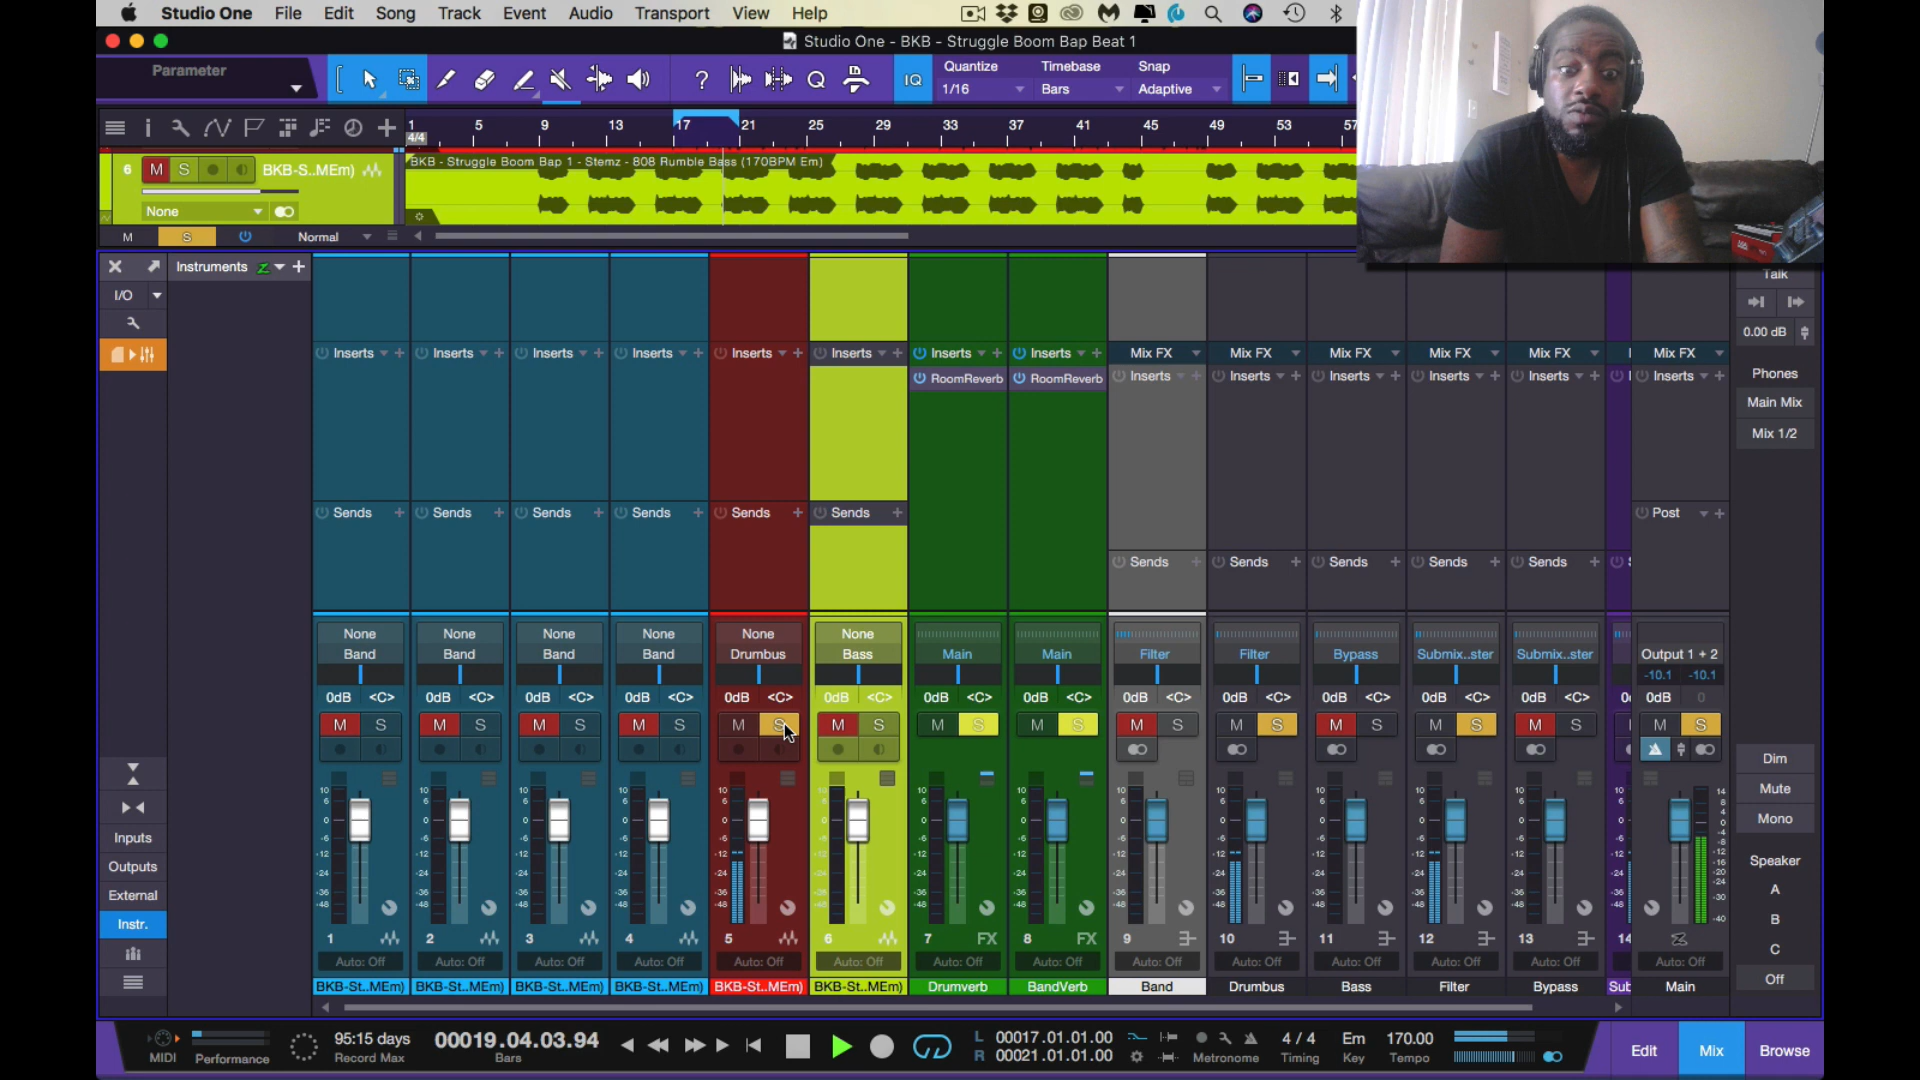 Studio One File Edit Song Track Event Audio Transport View Help
Studio One - BKB - Struggle Boom Bap Beat 1
Parameter
IQ
Quantize Timebase Snap
1/16 Bars Adaptive
1 5 9 13 17 21 25 29 33 37 41 45 49 53 57
4/4
6 M S BKB-S..MEm)
BKB - Struggle Boom Bap 1 - Stemz - 808 Rumble Bass (170BPM Em)
None
M S Normal
Instruments
I/O
Talk
0.00 dB
Inserts Inserts Inserts Inserts Inserts Inserts Inserts Inserts Mix FX Mix FX Mix FX Mix FX Mix FX Mix FX
RoomReverb RoomReverb Inserts Inserts Inserts Inserts Inserts Inserts
Phones
Main Mix
Mix 1/2
Sends Sends Sends Sends Sends Sends Post
Sends Sends Sends Sends Sends
None None None None None None
Band Band Band Band Drumbus Bass Main Main Filter Filter Bypass Submix..ster Submix..ster Output 1 + 2
-10.1 -10.1
0dB <C> 0dB <C> 0dB <C> 0dB <C> 0dB <C> 0dB <C> 0dB <C> 0dB <C> 0dB <C> 0dB <C> 0dB <C> 0dB <C> 0dB <C> 0dB 0
M S M S M S M S M S M S M S M S M S M S M S M S M S M S
Dim
Mute
Mono
Inputs
Outputs
External
Instr.
Speaker
A
B
C
Off
1 2 3 4 5 6 7 FX 8 FX 9 10 11 12 13 14
Auto: Off Auto: Off Auto: Off Auto: Off Auto: Off Auto: Off Auto: Off Auto: Off Auto: Off Auto: Off Auto: Off Auto: Off Auto: Off Auto: Off
BKB-St..MEm) BKB-St..MEm) BKB-St..MEm) BKB-St..MEm) BKB-St..MEm) BKB-St..MEm) Drumverb BandVerb Band Drumbus Bass Filter Bypass Sub Main
MIDI Performance
95:15 days
Record Max
00019.04.03.94
Bars
L 00017.01.01.00
R 00021.01.01.00
Metronome
4 / 4
Timing
Em
Key
170.00
Tempo
Edit Mix Browse